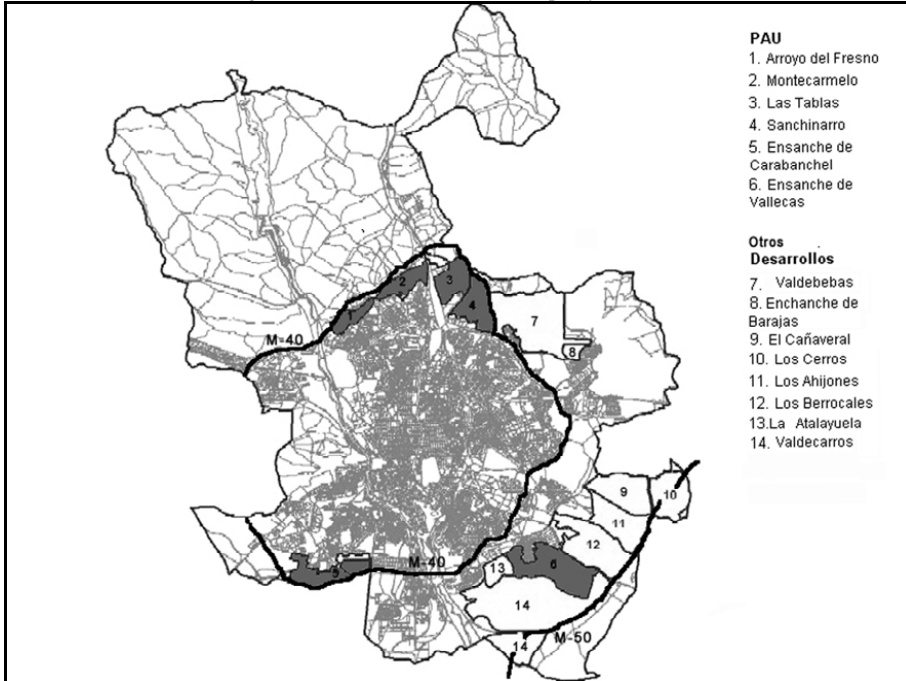 PAU
1. Arroyo del Fresno
2. Montecarmelo
3. Las Tablas
4. Sanchinarro
5. Ensanche de
Carabanchel
6. Ensanche de
Vallecas
Otros
Desarrollos
7. Valdebebas
8. Enchanche de
Barajas
9. El Cañaveral
10. Los Cerros
11. Los Ahijones
12. Los Berrocales
13.La Atalayuela
14. Valdecarros
2
3
1
4
7
M-40
8
9
10
11
12
M-40
13
6
5
14
M-50
14